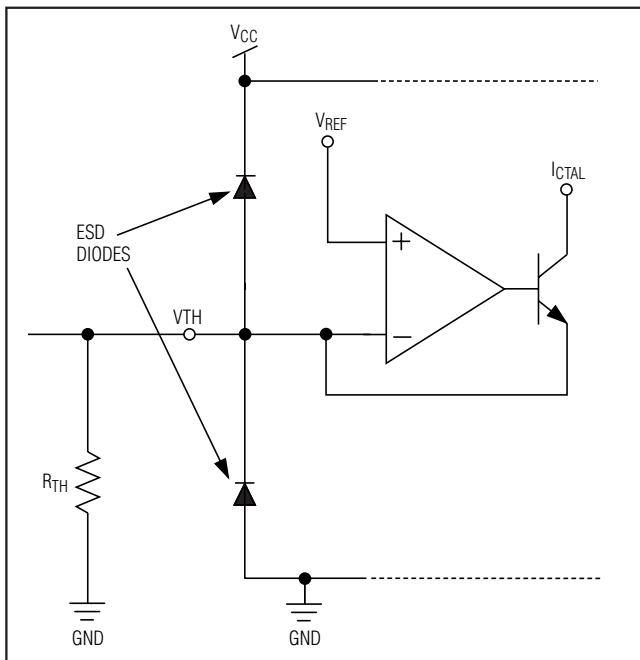 VCC
VREF
ICTAL
+
ESD
DIODES
VTH
−
RTH
GND
GND